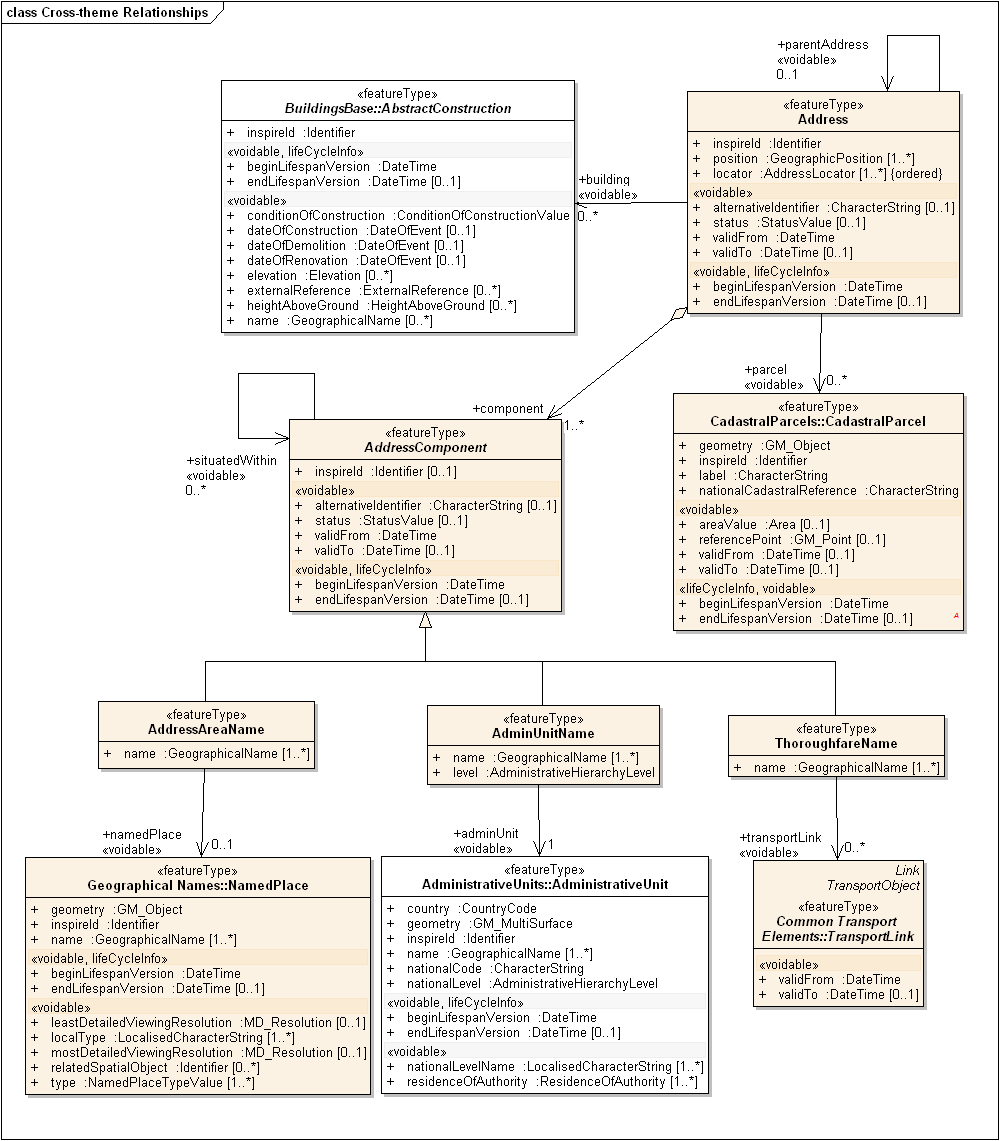 class Cross-theme Relationships
+parentAddress
«voidable»
0..1
«featureType»
BuildingsBase::AbstractConstruction
+ inspireId :Identifier
«voidable, lifeCycleInfo»
+ beginLifespanVersion :DateTime
+ endLifespanVersion :DateTime [0..1]
«voidable»
+ conditionOfConstruction :ConditionOfConstructionValue
+ dateOfConstruction :DateOfEvent [0..1]
+ dateOfDemolition :DateOfEvent [0..1]
+ dateOfRenovation :DateOfEvent [0..1]
+ elevation :Elevation [0..*]
+ externalReference :ExternalReference [0..*]
+ heightAboveGround :HeightAboveGround [0..*]
+ name :GeographicalName [0..*]
+building
«voidable»
0..*
«featureType»
Address
+ inspireId :Identifier
+ position :GeographicPosition [1..*]
+ locator :AddressLocator [1..*] {ordered}
«voidable»
+ alternativeIdentifier :CharacterString [0..1]
+ status :StatusValue [0..1]
+ validFrom :DateTime
+ validTo :DateTime [0..1]
«voidable, lifeCycleInfo»
+ beginLifespanVersion :DateTime
+ endLifespanVersion :DateTime [0..1]
+component
1..*
+parcel
«voidable»
0..*
+situatedWithin
«voidable»
0..*
«featureType»
AddressComponent
+ inspireId :Identifier [0..1]
«voidable»
+ alternativeIdentifier :CharacterString [0..1]
+ status :StatusValue [0..1]
+ validFrom :DateTime
+ validTo :DateTime [0..1]
«voidable, lifeCycleInfo»
+ beginLifespanVersion :DateTime
+ endLifespanVersion :DateTime [0..1]
«featureType»
CadastralParcels::CadastralParcel
+ geometry :GM_Object
+ inspireId :Identifier
+ label :CharacterString
+ nationalCadastralReference :CharacterString
«voidable»
+ areaValue :Area [0..1]
+ referencePoint :GM_Point [0..1]
+ validFrom :DateTime [0..1]
+ validTo :DateTime [0..1]
«lifeCycleInfo, voidable»
+ beginLifespanVersion :DateTime
+ endLifespanVersion :DateTime [0..1]
A
«featureType»
AddressAreaName
+ name :GeographicalName [1..*]
«featureType»
AdminUnitName
+ name :GeographicalName [1..*]
+ level :AdministrativeHierarchyLevel
«featureType»
ThoroughfareName
+ name :GeographicalName [1..*]
+namedPlace
«voidable»
0..1
+adminUnit
«voidable»
1
+transportLink
«voidable»
0..*
«featureType»
Geographical Names::NamedPlace
+ geometry :GM_Object
+ inspireId :Identifier
+ name :GeographicalName [1..*]
«voidable, lifeCycleInfo»
+ beginLifespanVersion :DateTime
+ endLifespanVersion :DateTime [0..1]
«voidable»
+ leastDetailedViewingResolution :MD_Resolution [0..1]
+ localType :LocalisedCharacterString [1..*]
+ mostDetailedViewingResolution :MD_Resolution [0..1]
+ relatedSpatialObject :Identifier [0..*]
+ type :NamedPlaceTypeValue [1..*]
«featureType»
AdministrativeUnits::AdministrativeUnit
+ country :CountryCode
+ geometry :GM_MultiSurface
+ inspireId :Identifier
+ name :GeographicalName [1..*]
+ nationalCode :CharacterString
+ nationalLevel :AdministrativeHierarchyLevel
«voidable, lifeCycleInfo»
+ beginLifespanVersion :DateTime
+ endLifespanVersion :DateTime [0..1]
«voidable»
+ nationalLevelName :LocalisedCharacterString [1..*]
+ residenceOfAuthority :ResidenceOfAuthority [1..*]
Link
TransportObject
«featureType»
Common Transport
Elements::TransportLink
«voidable»
+ validFrom :DateTime
+ validTo :DateTime [0..1]